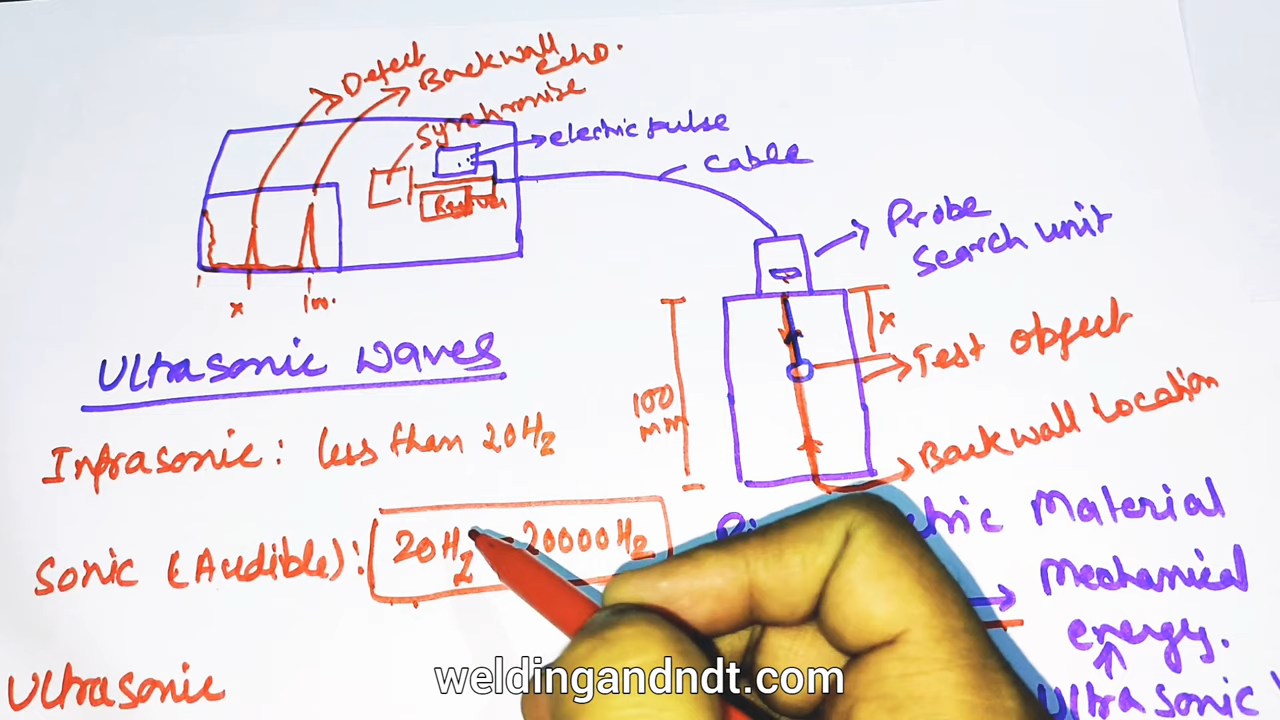 Defect
Backwall
Echo.
Synchronise
electric pulse
cable
Probe
Search unit
x
Test object
100
mm
Backwall Location
x
Ultrasonic waves
Infrasonic: less than 20Hz
Sonic (Audible): 20Hz - 20000Hz
Ultrasonic
Material
Mechanical
energy.
Ultrasonic
weldingandndt.com